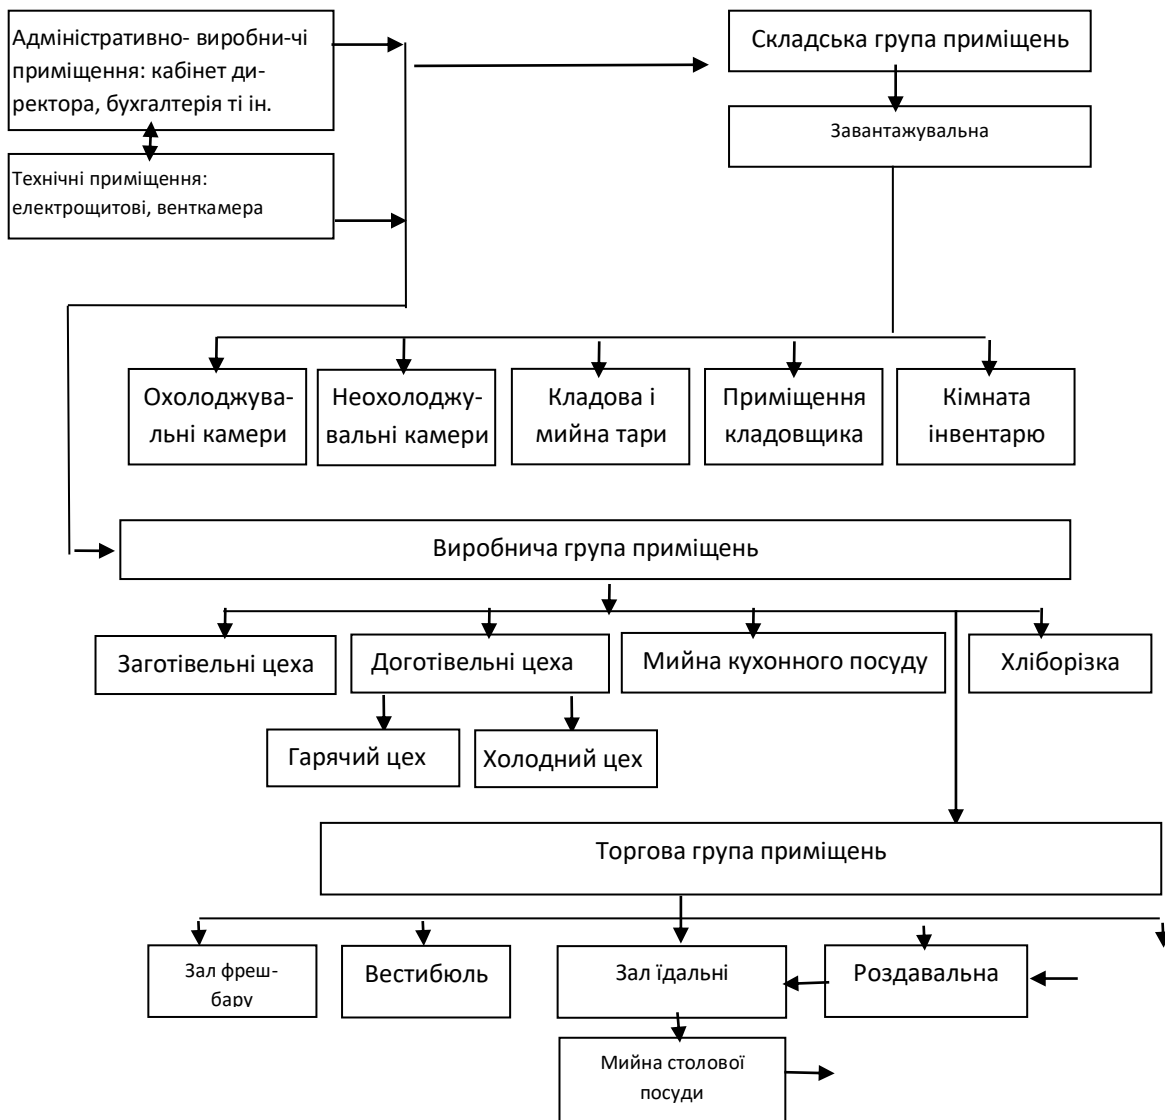 Адміністративно- виробни-чі
приміщення: кабінет ди-
ректора, бухгалтерія ті ін.
Складська група приміщень
Завантажувальна
Технічні приміщення:
електрощитові, венткамера
Охолоджува-
льні камери
Неохолоджу-
вальні камери
Кладова і
мийна тари
Приміщення
кладовщика
Кімната
інвентарю
Виробнича група приміщень
Заготівельні цеха
Доготівельні цеха
Мийна кухонного посуду
Хліборізка
Гарячий цех
Холодний цех
Торгова група приміщень
Зал фреш-
бару
Вестибюль
Зал їдальні
Роздавальна
Мийна столової
посуди